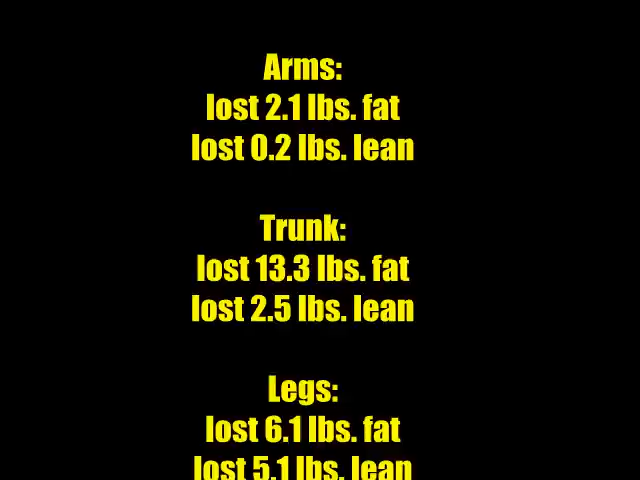 Arms:
lost 2.1 lbs. fat
lost 0.2 lbs. lean
Trunk:
lost 13.3 lbs. fat
lost 2.5 lbs. lean
Legs:
lost 6.1 lbs. fat
lost 5.1 lbs. lean